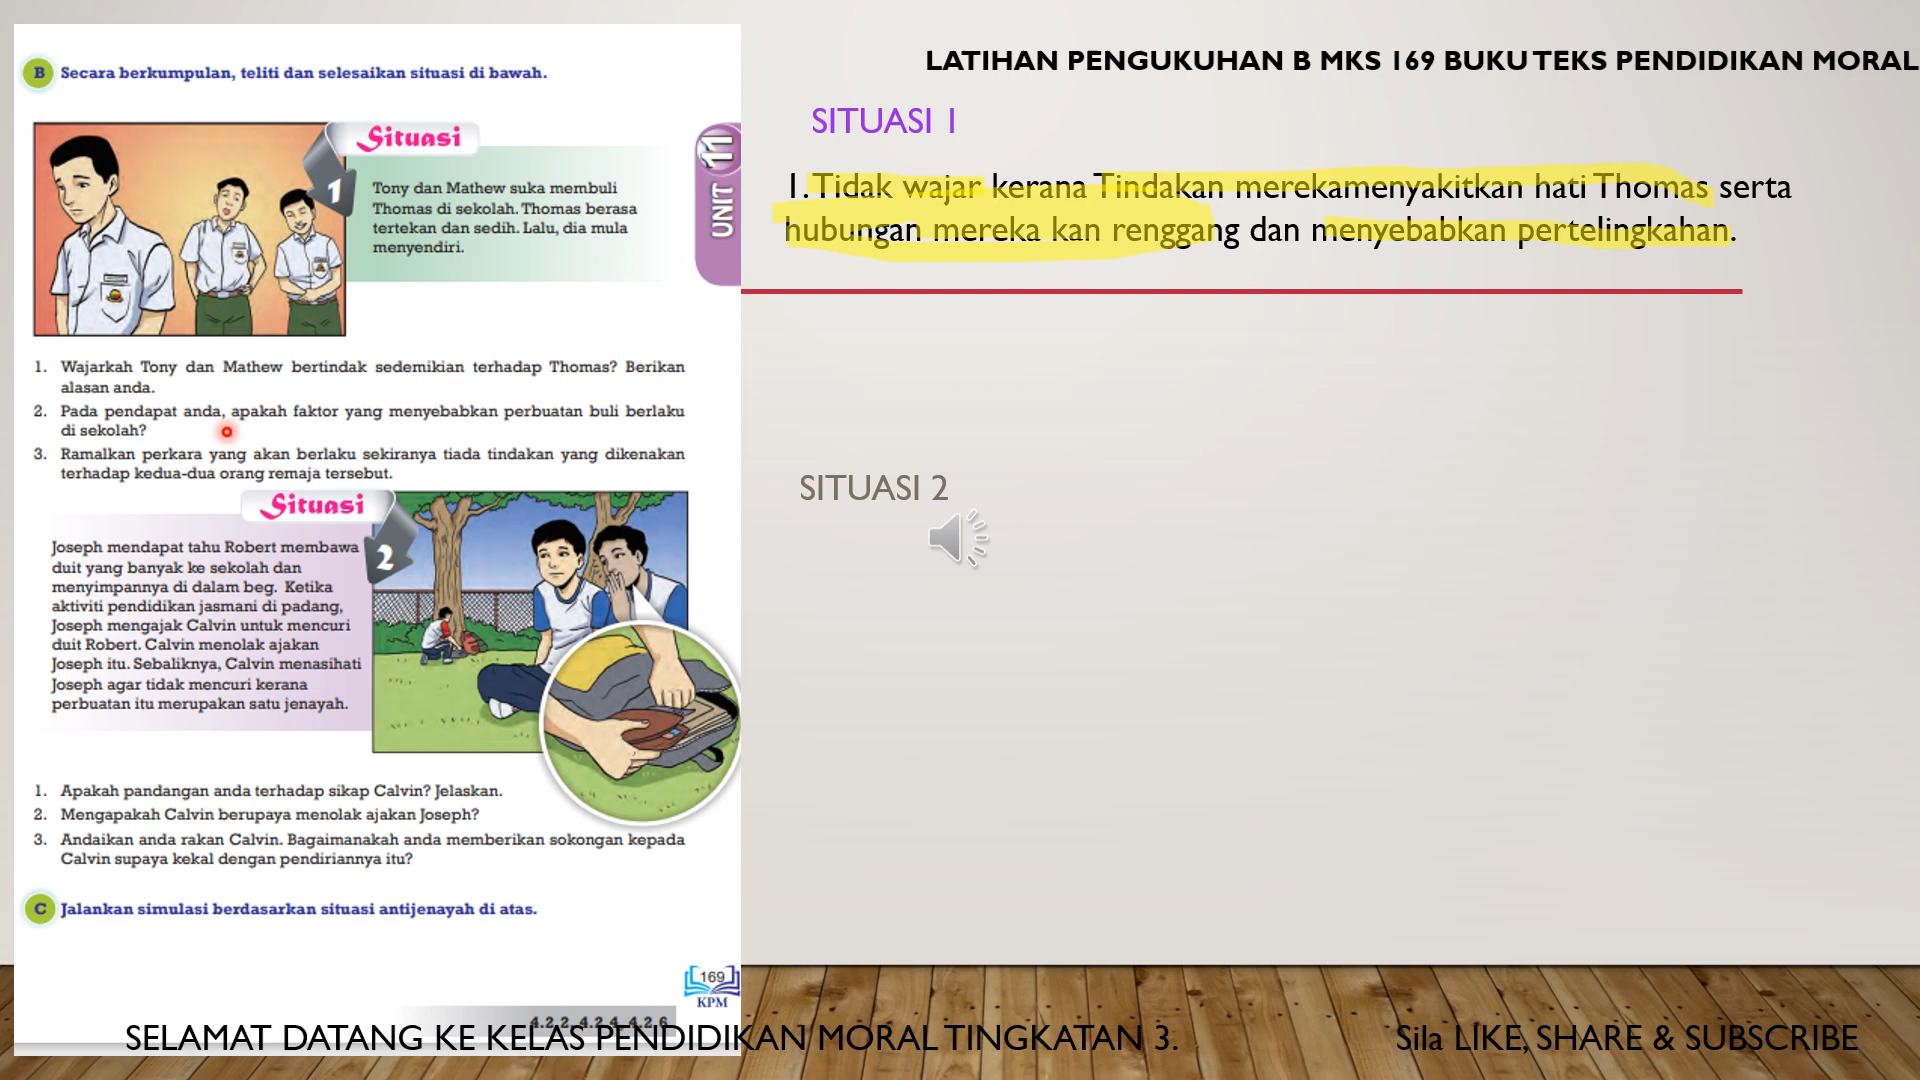 B Secara berkumpulan, teliti dan selesaikan situasi di bawah.
Situasi
1
Tony dan Mathew suka membuli
Thomas di sekolah. Thomas berasa
tertekan dan sedih. Lalu, dia mula
menyendiri.
UNIT 11
1. Wajarkah Tony dan Mathew bertindak sedemikian terhadap Thomas? Berikan
alasan anda.
2. Pada pendapat anda, apakah faktor yang menyebabkan perbuatan buli berlaku
di sekolah?
3. Ramalkan perkara yang akan berlaku sekiranya tiada tindakan yang dikenakan
terhadap kedua-dua orang remaja tersebut.
Situasi
2
Joseph mendapat tahu Robert membawa
duit yang banyak ke sekolah dan
menyimpannya di dalam beg. Ketika
aktiviti pendidikan jasmani di padang,
Joseph mengajak Calvin untuk mencuri
duit Robert. Calvin menolak ajakan
Joseph itu. Sebaliknya, Calvin menasihati
Joseph agar tidak mencuri kerana
perbuatan itu merupakan satu jenayah.
1. Apakah pandangan anda terhadap sikap Calvin? Jelaskan.
2. Mengapakah Calvin berupaya menolak ajakan Joseph?
3. Andaikan anda rakan Calvin. Bagaimanakah anda memberikan sokongan kepada
Calvin supaya kekal dengan pendiriannya itu?
C Jalankan simulasi berdasarkan situasi antijenayah di atas.
169
KPM
4.2.2, 4.2.4, 4.2.6
LATIHAN PENGUKUHAN B MKS 169 BUKU TEKS PENDIDIKAN MORAL
SITUASI 1
1. Tidak wajar kerana Tindakan merekamenyakitkan hati Thomas serta
hubungan mereka kan renggang dan menyebabkan pertelingkahan.
SITUASI 2
SELAMAT DATANG KE KELAS PENDIDIKAN MORAL TINGKATAN 3.
Sila LIKE, SHARE & SUBSCRIBE